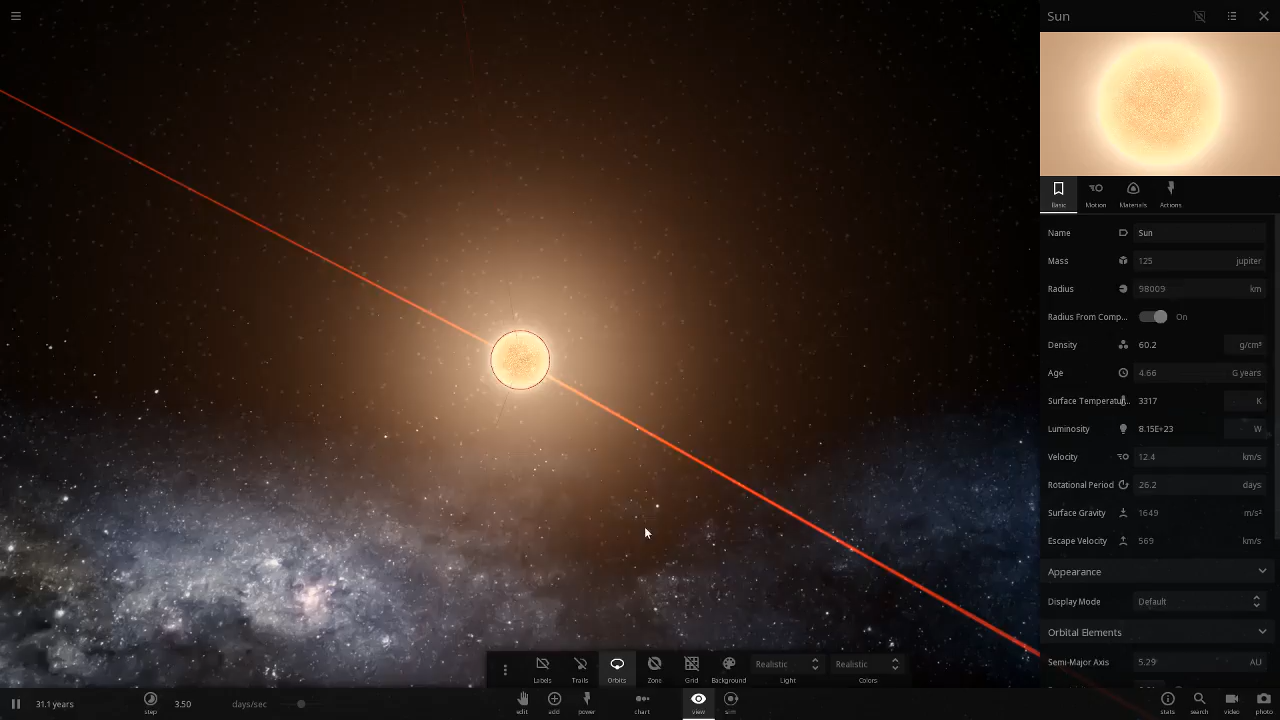 Sun
Basic Motion Materials Actions
Name Sun
Mass 125 jupiter
Radius 98009 km
Radius From Comp... On
Density 60.2 g/cm³
Age 4.66 G years
Surface Temperatu... 3317 K
Luminosity 8.15E+23 W
Velocity 12.4 km/s
Rotational Period 26.2 days
Surface Gravity 1649 m/s²
Escape Velocity 569 km/s
Appearance
Display Mode Default
Orbital Elements
Semi-Major Axis 5.29 AU
Realistic Realistic
Labels Trails Orbits Zone Grid Background Light Colors
31.1 years step 3.50 days/sec edit add power chart view sim stats search video photo